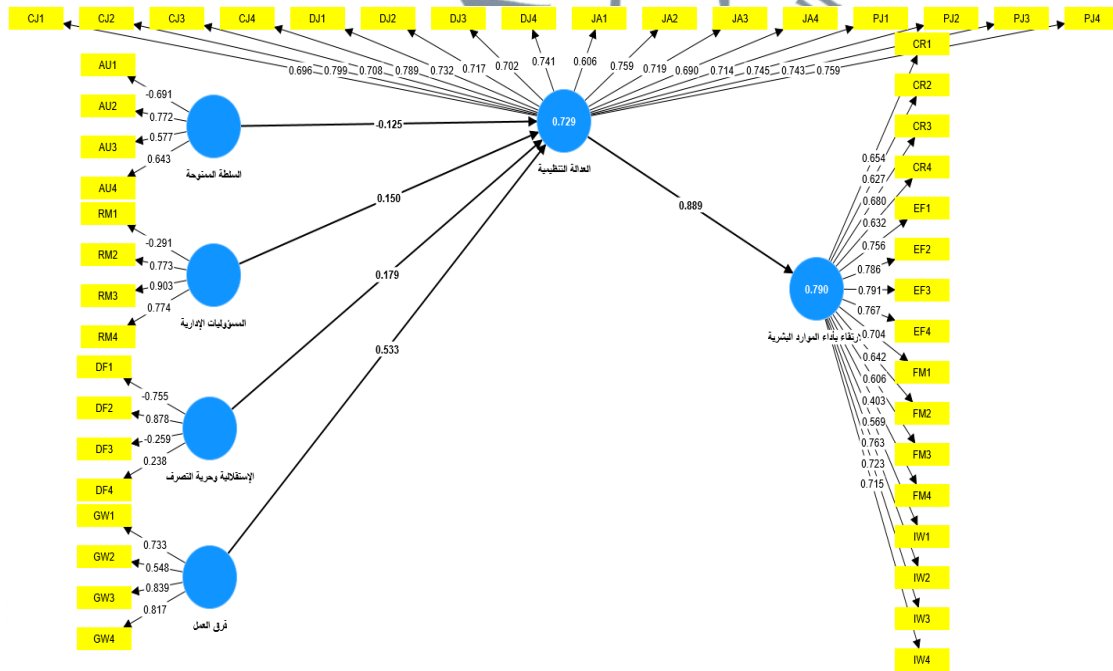 CJ1 CJ2 CJ3 CJ4 DJ1 DJ2 DJ3 DJ4 JA1 JA2 JA3 JA4 PJ1 PJ2 PJ3 PJ4
0.696 0.799 0.708 0.789 0.732 0.717 0.702 0.741 0.606 0.759 0.719 0.690 0.714 0.745 0.743 0.759
AU1
AU2
AU3
AU4
-0.691
0.772
0.577
0.643
السلطة الممنوحة
RM1
RM2
RM3
RM4
-0.291
0.773
0.903
0.774
المسؤوليات الإدارية
DF1
DF2
DF3
DF4
-0.755
0.878
-0.259
0.238
الإستقلالية وحرية التصرف
GW1
GW2
GW3
GW4
0.733
0.548
0.839
0.817
فرق العمل
-0.125
0.150
0.179
0.533
0.729
العدالة التنظيمية
0.889
0.790
رتقاء بأداء الموارد البشرية
0.654
0.627
0.680
0.632
0.756
0.786
0.791
0.767
0.704
0.642
0.606
0.403
0.569
0.763
0.723
0.715
CR1
CR2
CR3
CR4
EF1
EF2
EF3
EF4
FM1
FM2
FM3
FM4
IW1
IW2
IW3
IW4